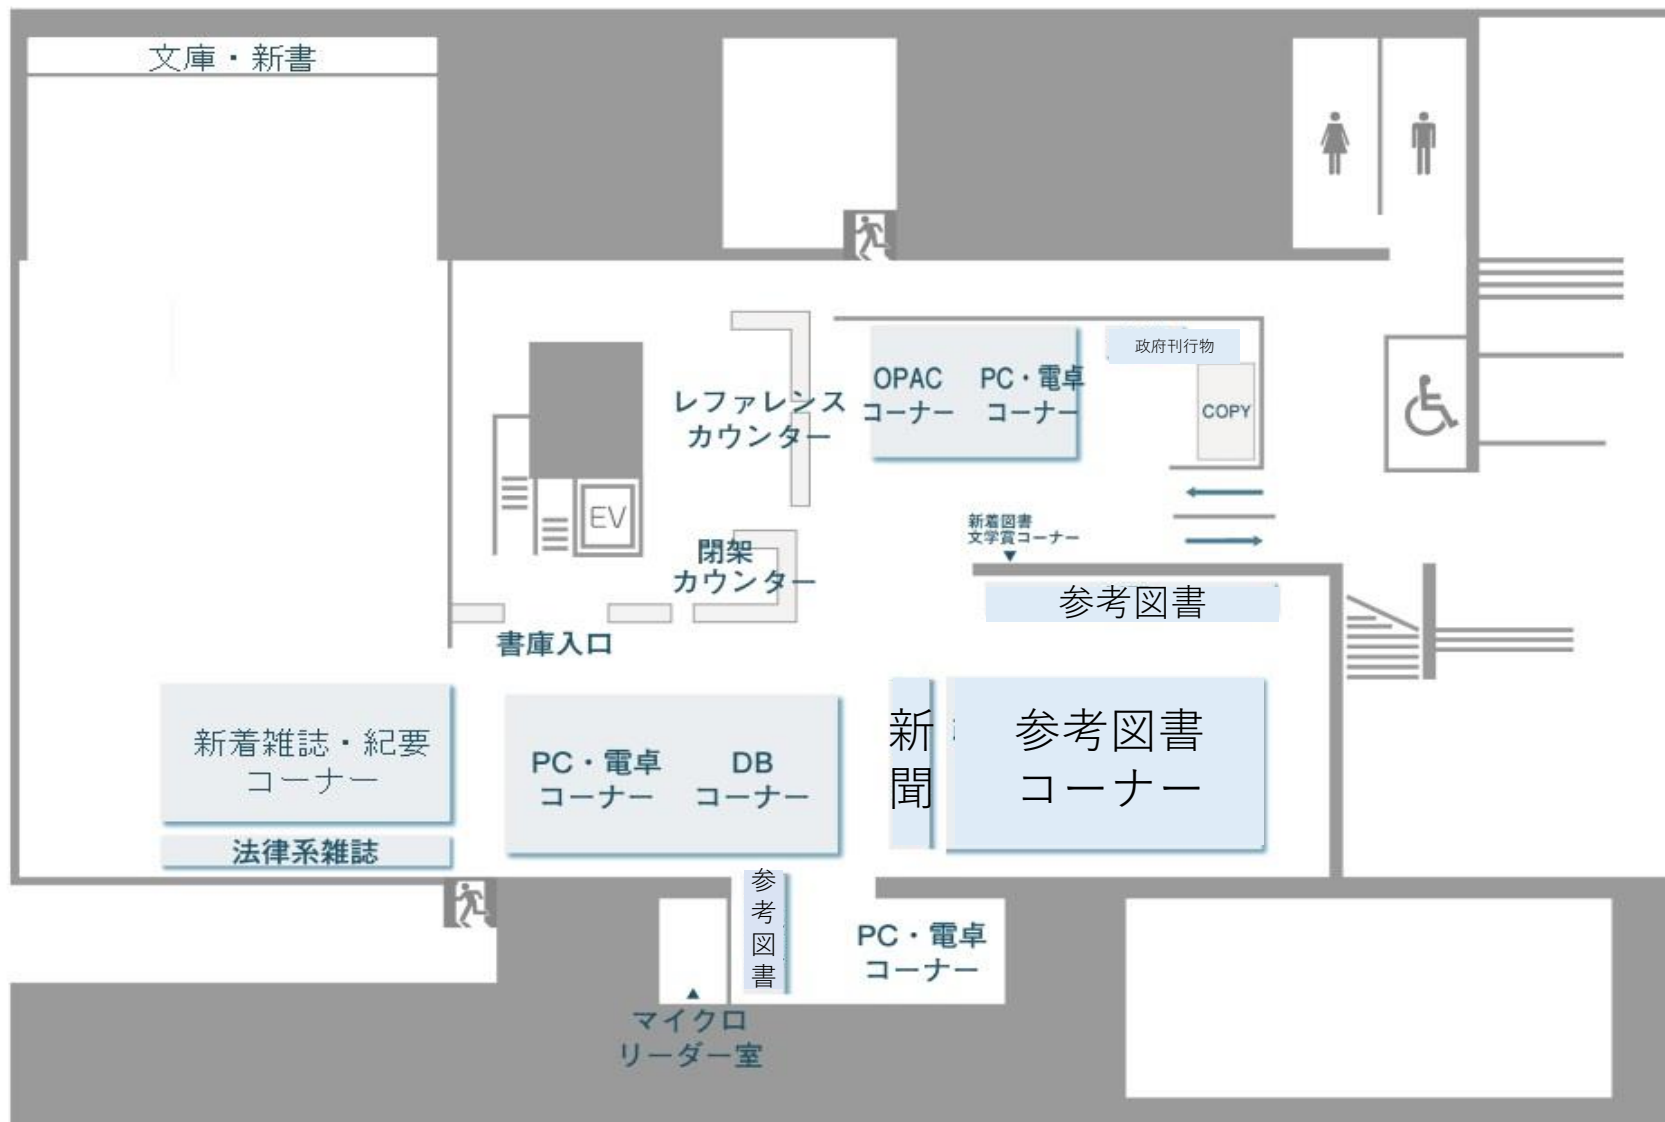 文庫・新書
政府刊行物
OPAC
コーナー
PC・電卓
コーナー
COPY
レファレンス
カウンター
EV
新着図書
文学賞コーナー
閉架
カウンター
参考図書
書庫入口
新着雑誌・紀要
コーナー
法律系雑誌
PC・電卓
コーナー
DB
コーナー
新聞
参考図書
コーナー
参考図書
PC・電卓
コーナー
マイクロ
リーダー室